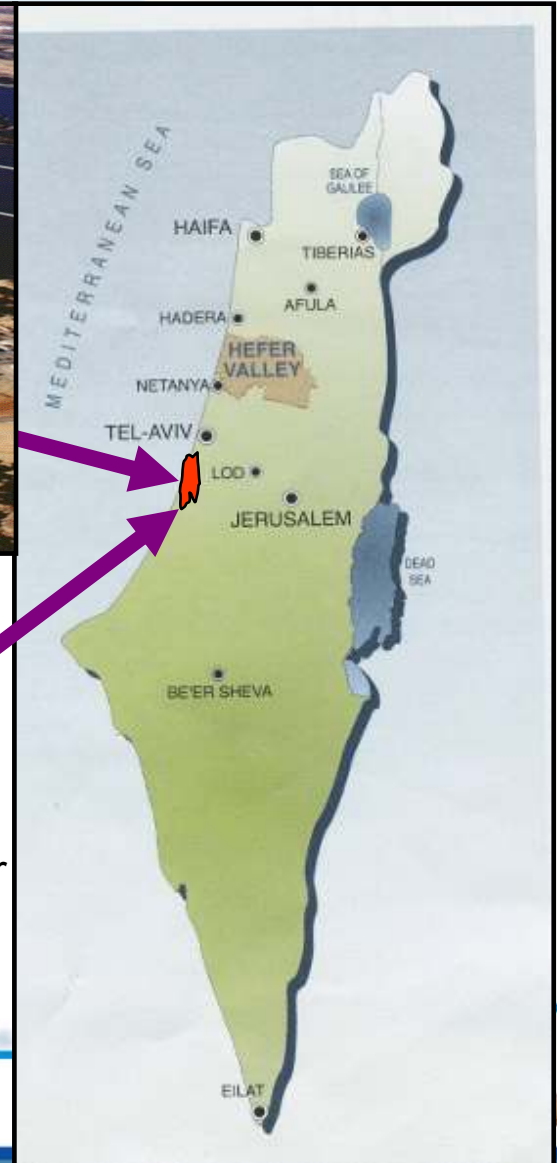 MEDITERRANEAN SEA
SEA OF
GALILEE
HAIFA
TIBERIAS
AFULA
HADERA
HEFER
VALLEY
NETANYA
TEL-AVIV
LOD
JERUSALEM
DEAD
SEA
BE'ER SHEVA
r
EILAT